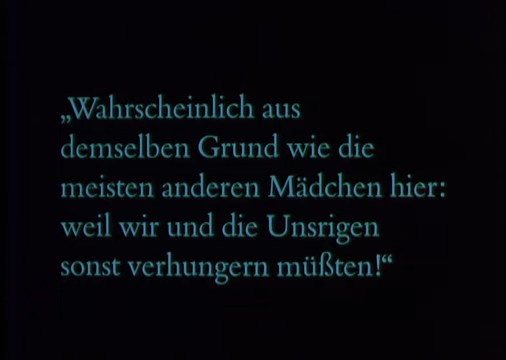 „Wahrscheinlich aus
demselben Grund wie die
meisten anderen Mädchen hier:
weil wir und die Unsrigen
sonst verhungern müßten!“